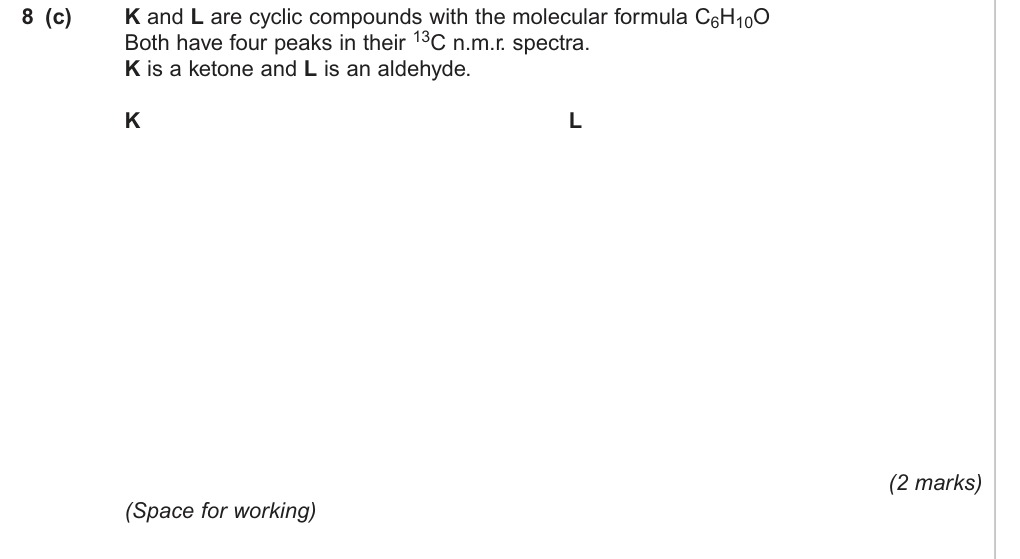 8 (c) K and L are cyclic compounds with the molecular formula C₆H₁₀O
Both have four peaks in their ¹³C n.m.r. spectra.
K is a ketone and L is an aldehyde.
K L
(2 marks)
(Space for working)